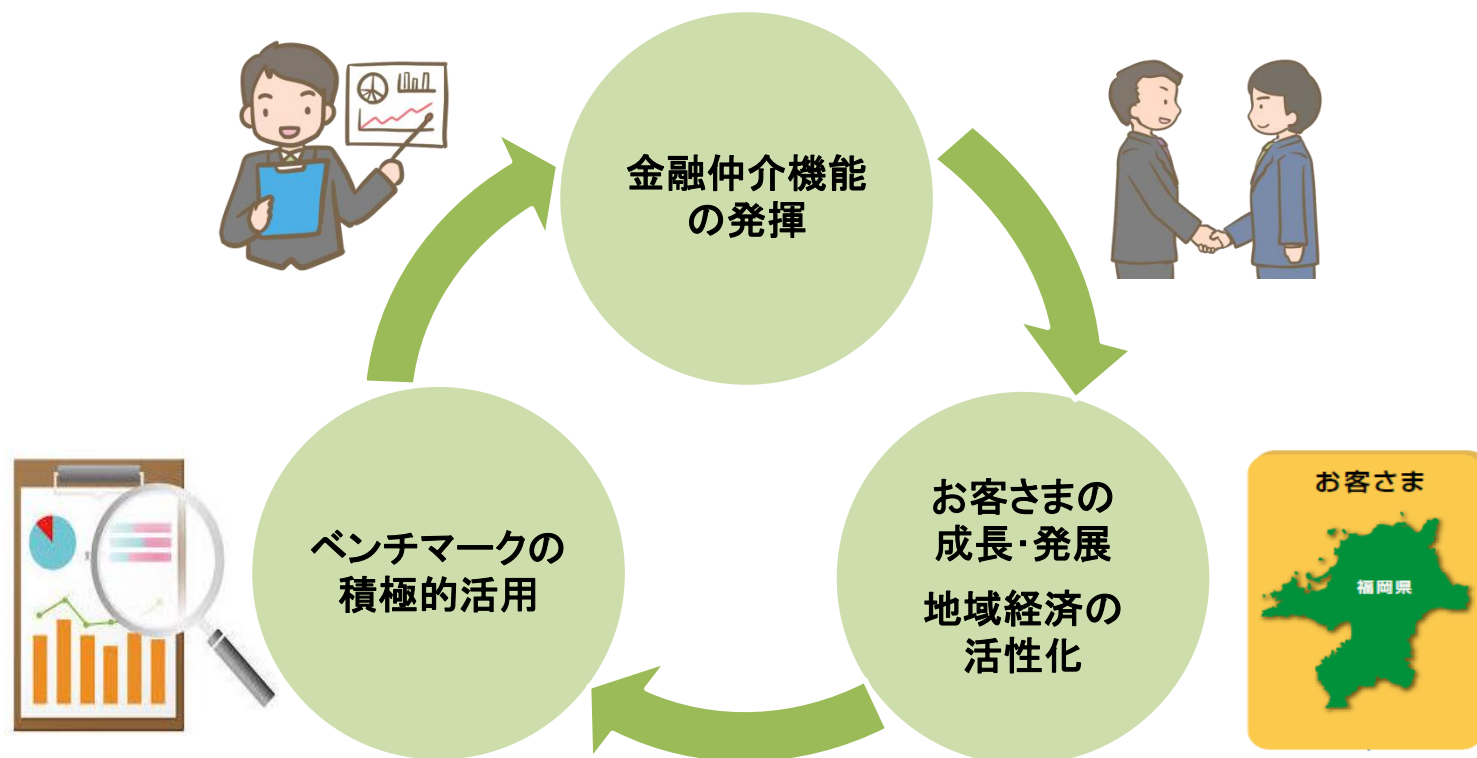 金融仲介機能
の発揮
お客さまの
成長・発展
地域経済の
活性化
お客さま
福岡県
ベンチマークの
積極的活用